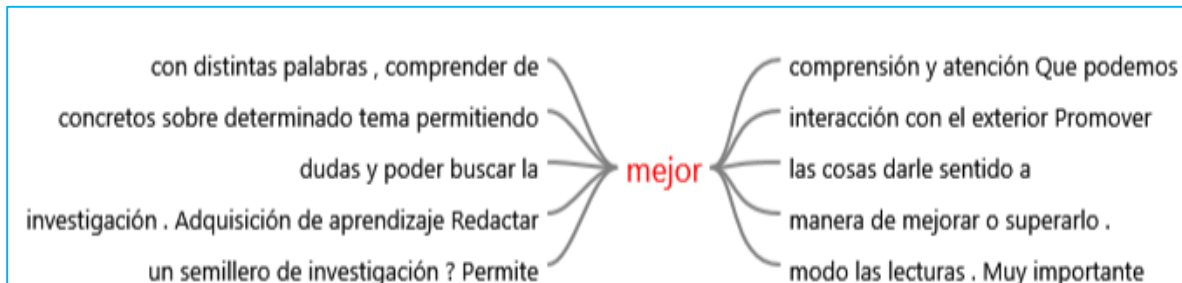 con distintas palabras , comprender de
concretos sobre determinado tema permitiendo
dudas y poder buscar la
investigación . Adquisición de aprendizaje Redactar
un semillero de investigación ? Permite
mejor
comprensión y atención Que podemos
interacción con el exterior Promover
las cosas darle sentido a
manera de mejorar o superarlo .
modo las lecturas . Muy importante